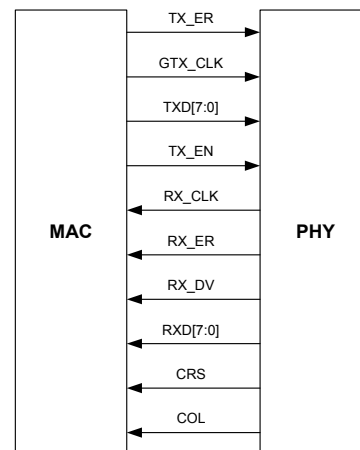 TX_ER
GTX_CLK
TXD[7:0]
TX_EN
RX_CLK
MAC
PHY
RX_ER
RX_DV
RXD[7:0]
CRS
COL